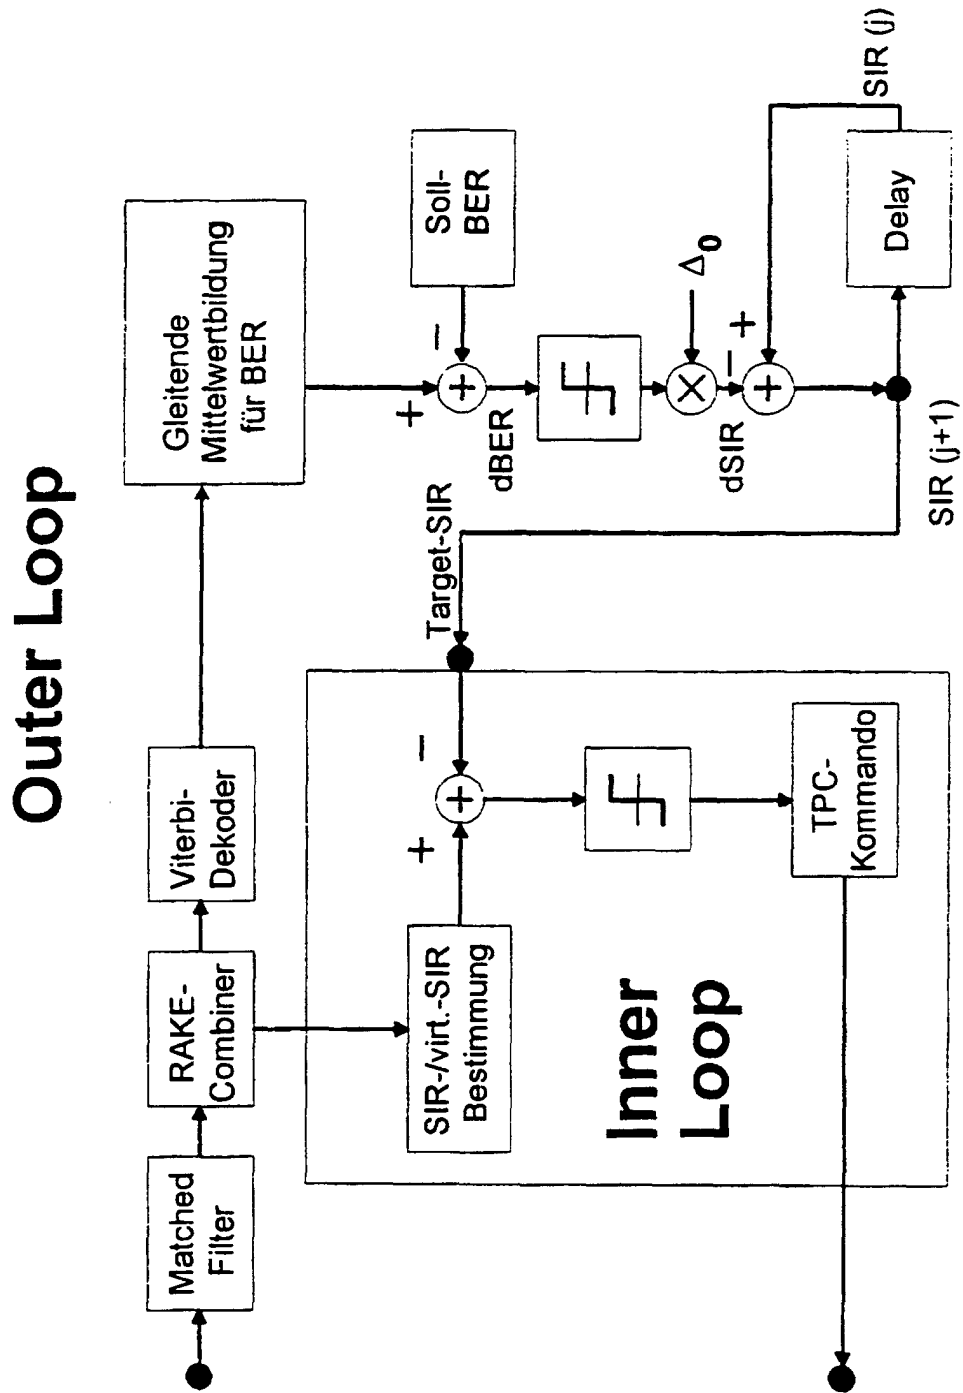 Outer Loop
Matched
Filter
RAKE-
Combiner
Viterbi-
Dekoder
Gleitende
Mittelwertbildung
für BER
SIR-/virt.-SIR
Bestimmung
+
−
+
Target-SIR
+
−
+
Soll-
BER
dBER
×
Δ0
dSIR
−
+
+
SIR (j)
Delay
SIR (j+1)
TPC-
Kommando
Inner
Loop